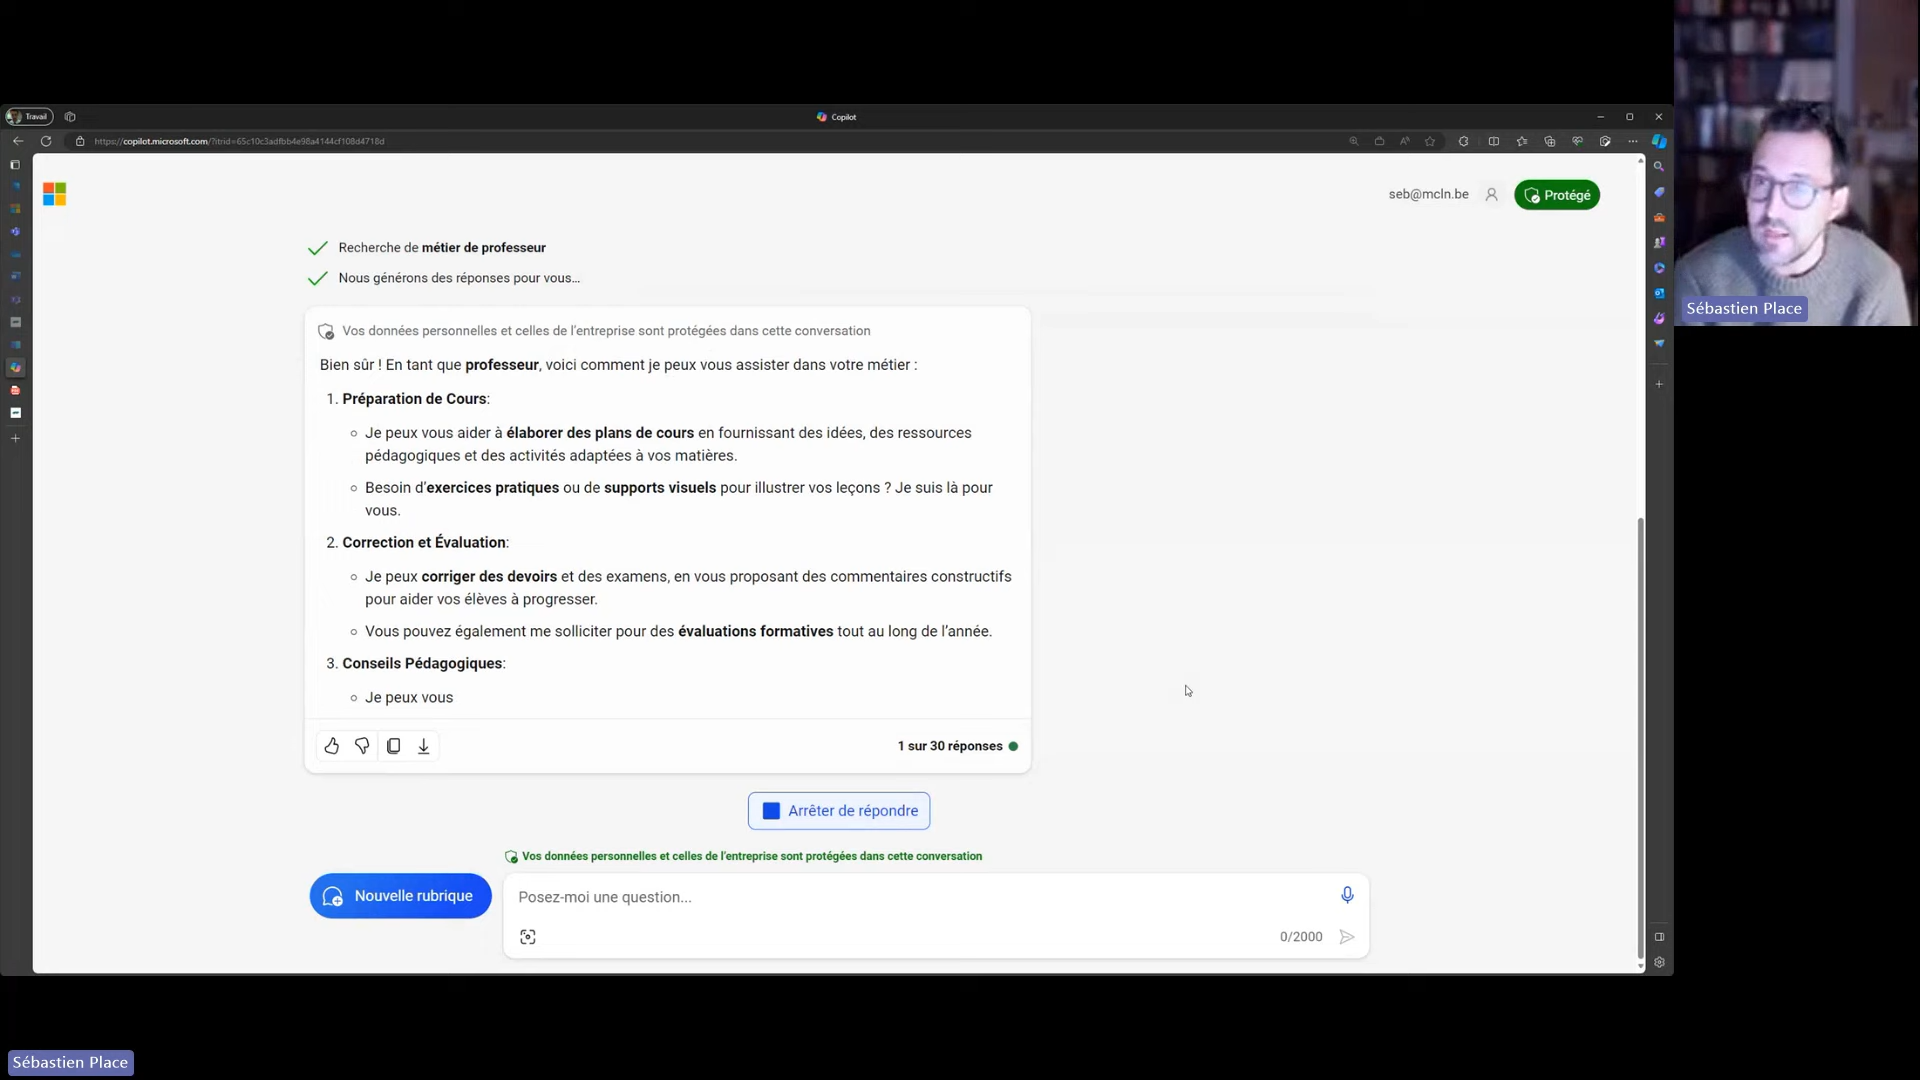 Travail
Copilot
https://copilot.microsoft.com/?itrid=65c10c3adfbb4e98a4144cf108d4718d
seb@mcln.be
Protégé
Recherche de métier de professeur
Nous générons des réponses pour vous...
Vos données personnelles et celles de l'entreprise sont protégées dans cette conversation
Bien sûr ! En tant que professeur, voici comment je peux vous assister dans votre métier :
1. Préparation de Cours:
Je peux vous aider à élaborer des plans de cours en fournissant des idées, des ressources
pédagogiques et des activités adaptées à vos matières.
Besoin d'exercices pratiques ou de supports visuels pour illustrer vos leçons ? Je suis là pour
vous.
2. Correction et Évaluation:
Je peux corriger des devoirs et des examens, en vous proposant des commentaires constructifs
pour aider vos élèves à progresser.
Vous pouvez également me solliciter pour des évaluations formatives tout au long de l'année.
3. Conseils Pédagogiques:
Je peux vous
1 sur 30 réponses
Arrêter de répondre
Vos données personnelles et celles de l'entreprise sont protégées dans cette conversation
Nouvelle rubrique
Posez-moi une question...
0/2000
Sébastien Place
Sébastien Place